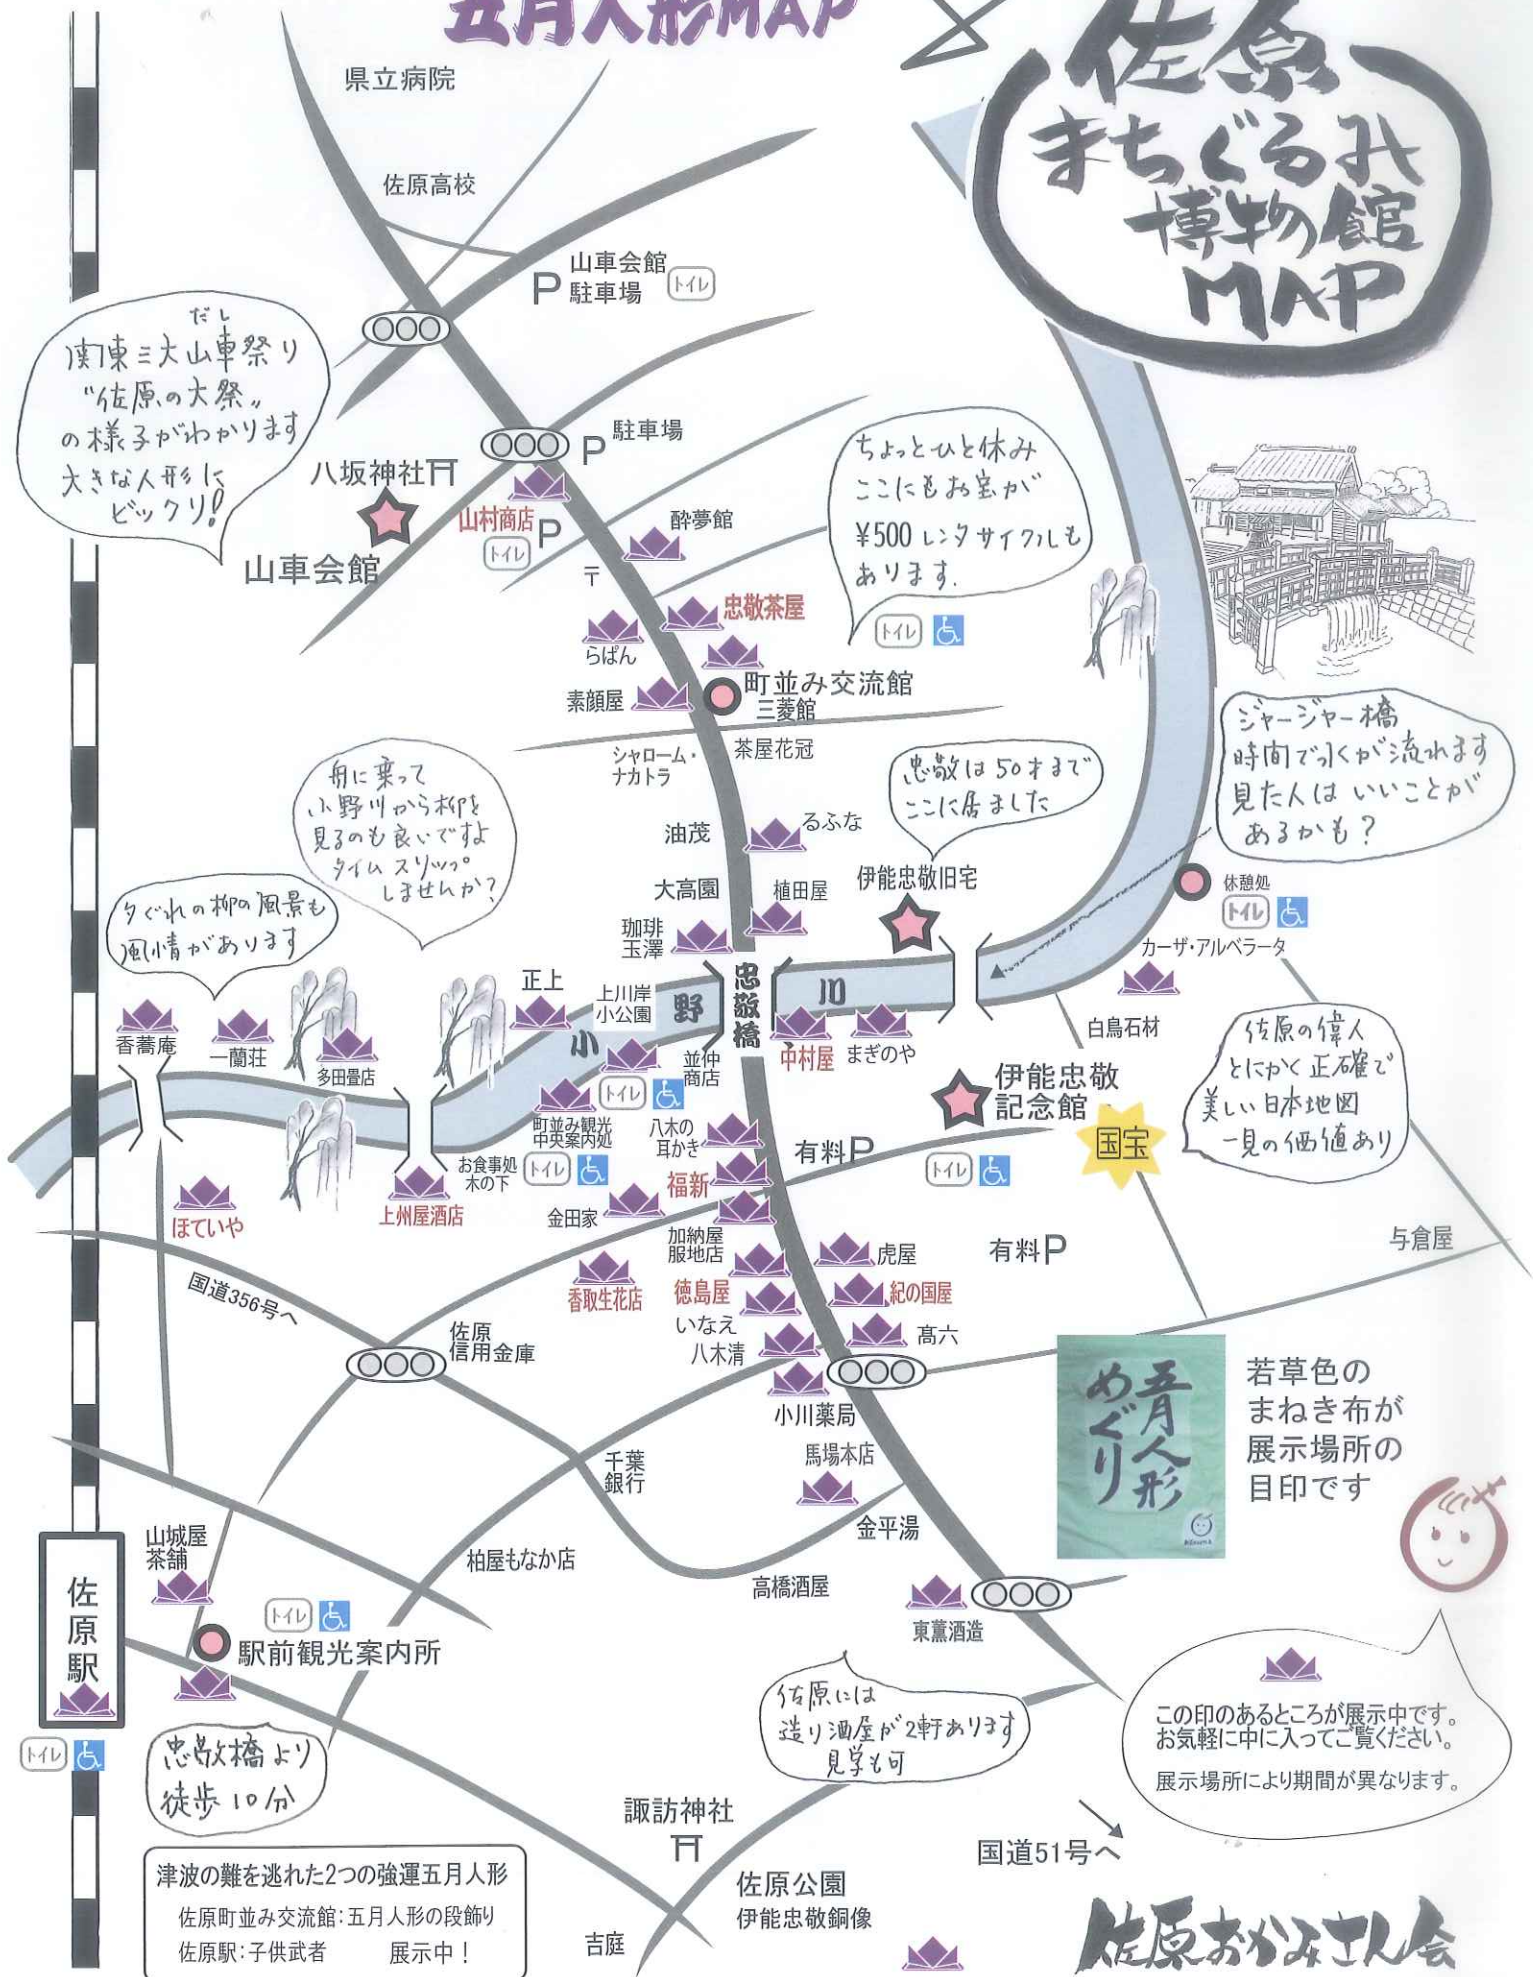 五月人形MAP
佐原
まちぐるみ
博物館
MAP
県立病院
佐原高校
P 山車会館
駐車場
トイレ
だし
関東三大山車祭り
"佐原の大祭"
の様子がわかります
大きな人形に
ビックリ!
P 駐車場
八坂神社
山村商店
トイレ P
山車会館
酔夢館
〒
ちょっとひと休み
ここにもお宝が
¥500 レンタサイクルも
あります.
トイレ
忠敬茶屋
らぱん
素顔屋
町並み交流館
三菱館
シャローム・
ナカトラ
茶屋花冠
ジャージャー橋
時間で水が流れます
見た人は いいことが
あるかも?
舟に乗って
小野川から柳を
見るのも良いですよ
タイムスリップ
しませんか?
忠敬は50才まで
ここに居ました
油茂
るふな
大高園
植田屋
伊能忠敬旧宅
休憩処
トイレ
珈琲
玉澤
カーザ・アルベラータ
夕ぐれの柳の風景も
風情があります
正上
上川岸
小公園
小
野
川
忠敬橋
香蕎庵
一蘭荘
多田畳店
並仲
商店
中村屋
まぎのや
白鳥石材
佐原の偉人
とにかく正確で
美しい日本地図
一見の価値あり
伊能忠敬
記念館
国宝
トイレ
トイレ
町並み観光
中央案内処
八木の
耳かき
有料P
お食事処
木の下
トイレ
福新
ほていや
上州屋酒店
金田家
加納屋
服地店
虎屋
有料P
与倉屋
国道356号へ
香取生花店
徳島屋
紀の国屋
いなえ
髙六
佐原
信用金庫
八木清
小川薬局
五月人形
めぐり
若草色の
まねき布が
展示場所の
目印です
千葉
銀行
馬場本店
金平湯
山城屋
茶舗
柏屋もなか店
高橋酒屋
東薫酒造
佐原駅
トイレ
駅前観光案内所
トイレ
忠敬橋より
徒歩10分
佐原には
造り酒屋が2軒あります
見学も可
この印のあるところが展示中です。
お気軽に中に入ってご覧ください。
展示場所により期間が異なります。
諏訪神社
国道51号へ
津波の難を逃れた2つの強運五月人形
佐原町並み交流館:五月人形の段飾り
佐原駅:子供武者 展示中!
佐原公園
伊能忠敬銅像
吉庭
佐原おかみさん会